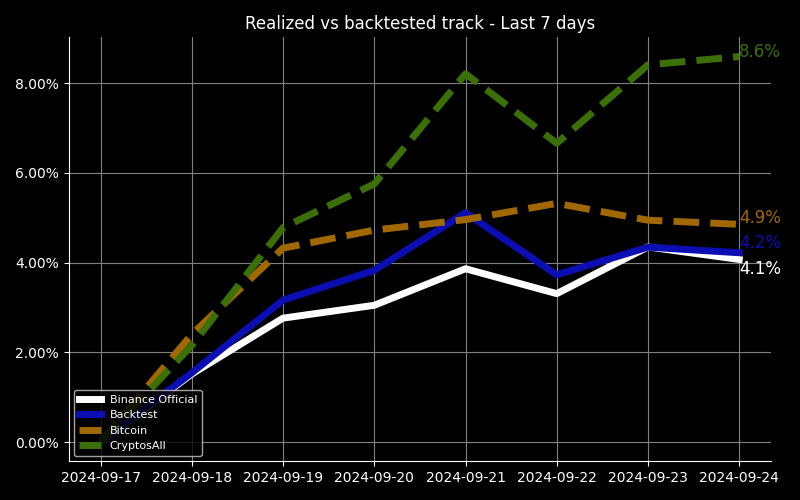 Realized vs backtested track - Last 7 days
8.6%
8.00%
6.00%
4.9%
4.2%
4.00%
4.1%
2.00%
Binance Official
Backtest
Bitcoin
CryptosAll
0.00%
2024-09-17 2024-09-18 2024-09-19 2024-09-20 2024-09-21 2024-09-22 2024-09-23 2024-09-24